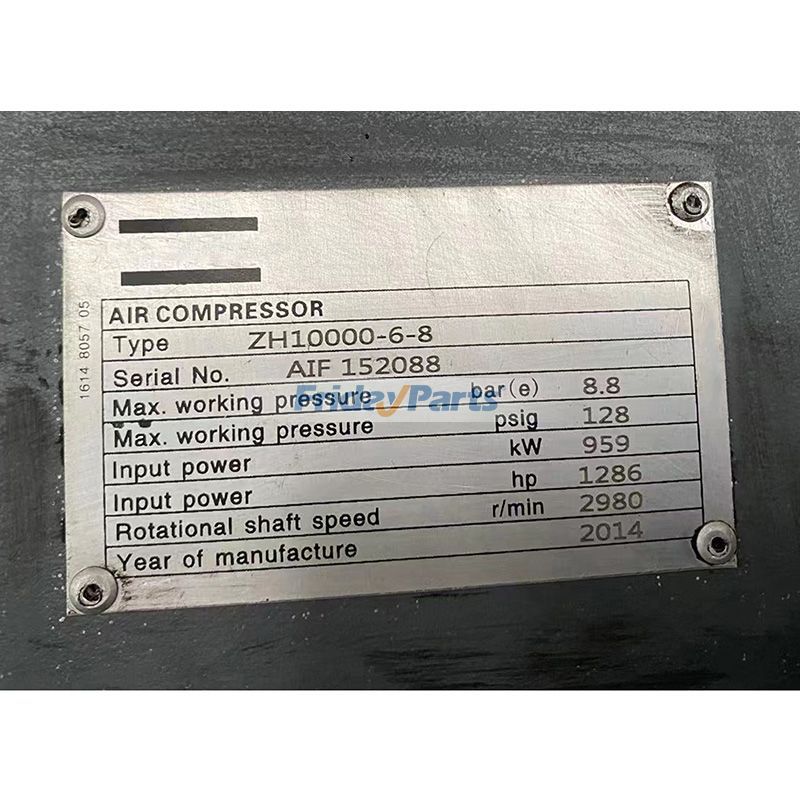 AIR COMPRESSOR
Type ZH10000-6-8
Serial No. AIF 152088
Max. working pressure bar(e) 8.8
Max. working pressure psig 128
Input power kW 959
Input power hp 1286
Rotational shaft speed r/min 2980
Year of manufacture 2014
1614 8057 05
FridayParts